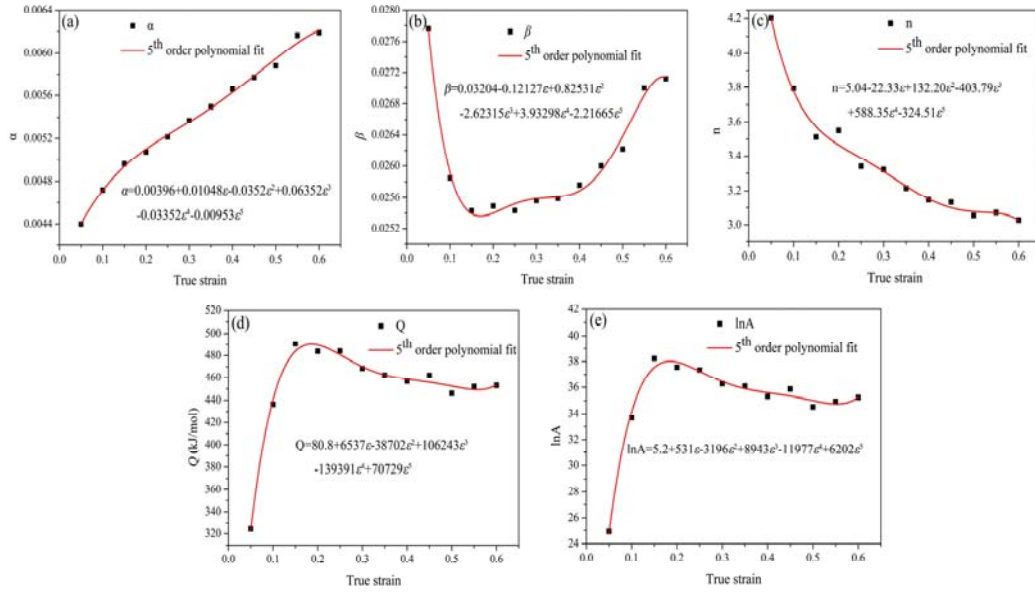 (a)
α
5th order polynomial fit
α=0.00396+0.01048ε-0.0352ε²+0.06352ε³
-0.03352ε⁴-0.00953ε⁵
0.0064
0.0060
0.0056
0.0052
0.0048
0.0044
α
0.0 0.1 0.2 0.3 0.4 0.5 0.6
True strain
(b)
β
5th order polynomial fit
β=0.03204-0.12127ε+0.82531ε²
-2.62315ε³+3.93298ε⁴-2.21665ε⁵
0.0280
0.0276
0.0272
0.0268
0.0264
0.0260
0.0256
0.0252
β
0.0 0.1 0.2 0.3 0.4 0.5 0.6
True strain
(c)
n
5th order polynomial fit
n=5.04-22.33ε+132.20ε²-403.79ε³
+588.35ε⁴-324.51ε⁵
4.2
3.9
3.6
3.3
3.0
n
0.0 0.1 0.2 0.3 0.4 0.5 0.6
True strain
(d)
Q
5th order polynomial fit
Q=80.8+6537ε-38702ε²+106243ε³
-139391ε⁴+70729ε⁵
520
500
480
460
440
420
400
380
360
340
320
Q (kJ/mol)
0.0 0.1 0.2 0.3 0.4 0.5 0.6
True strain
(e)
lnA
5th order polynomial fit
lnA=5.2+531ε-3196ε²+8943ε³-11977ε⁴+6202ε⁵
42
40
38
36
34
32
30
28
26
24
lnA
0.0 0.1 0.2 0.3 0.4 0.5 0.6
True strain